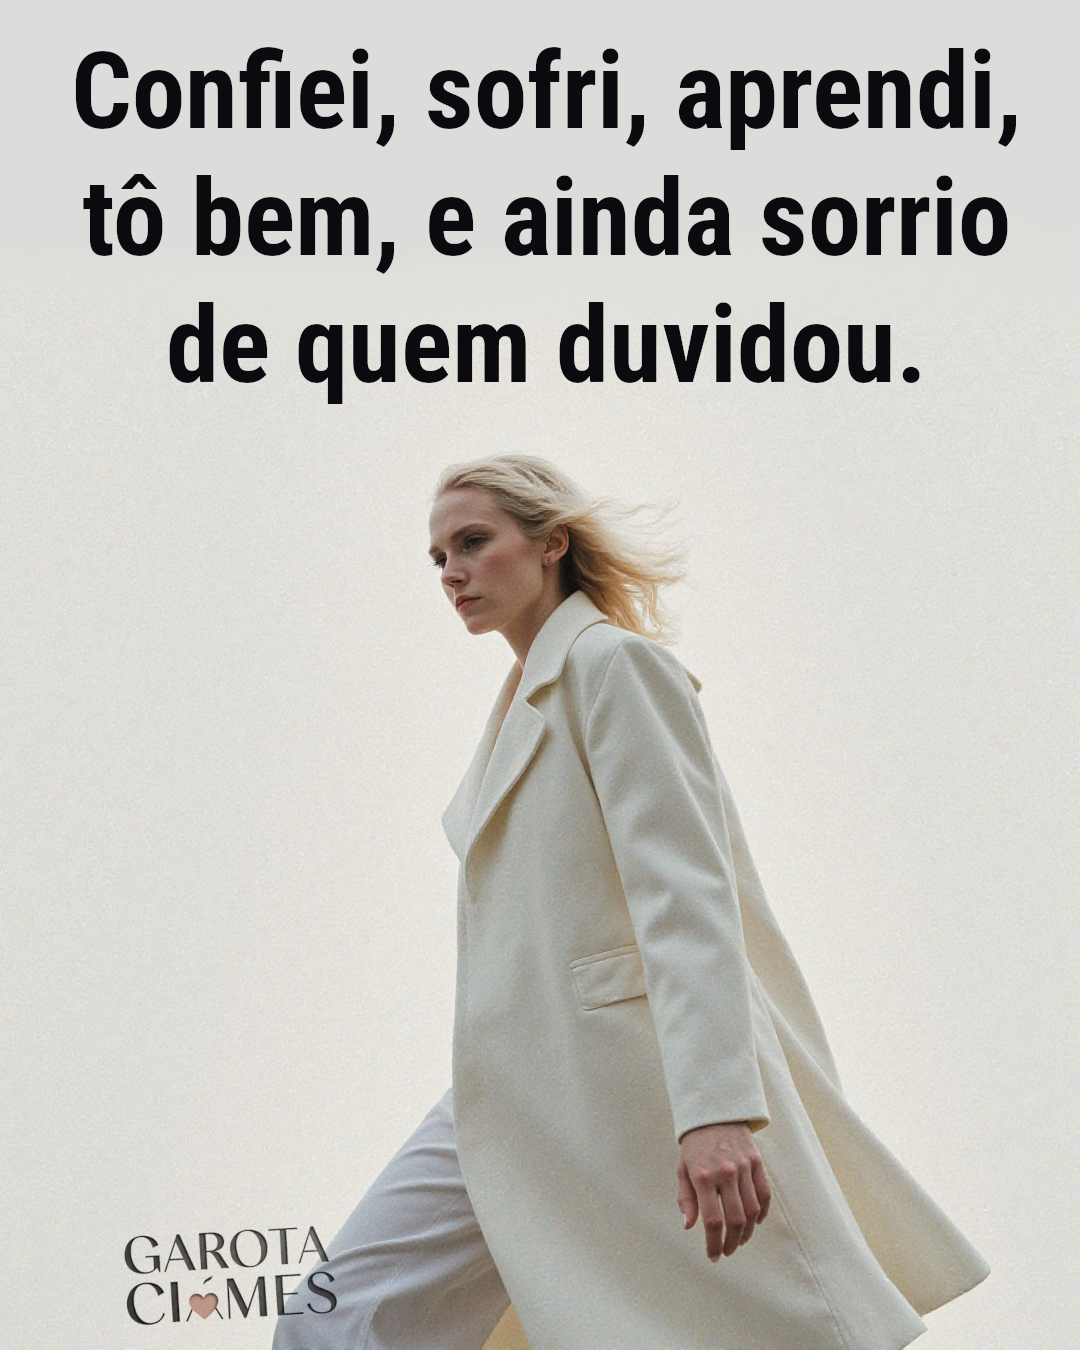 Confiei, sofri, aprendi,
tô bem, e ainda sorrio
de quem duvidou.
GAROTA
CIÚMES